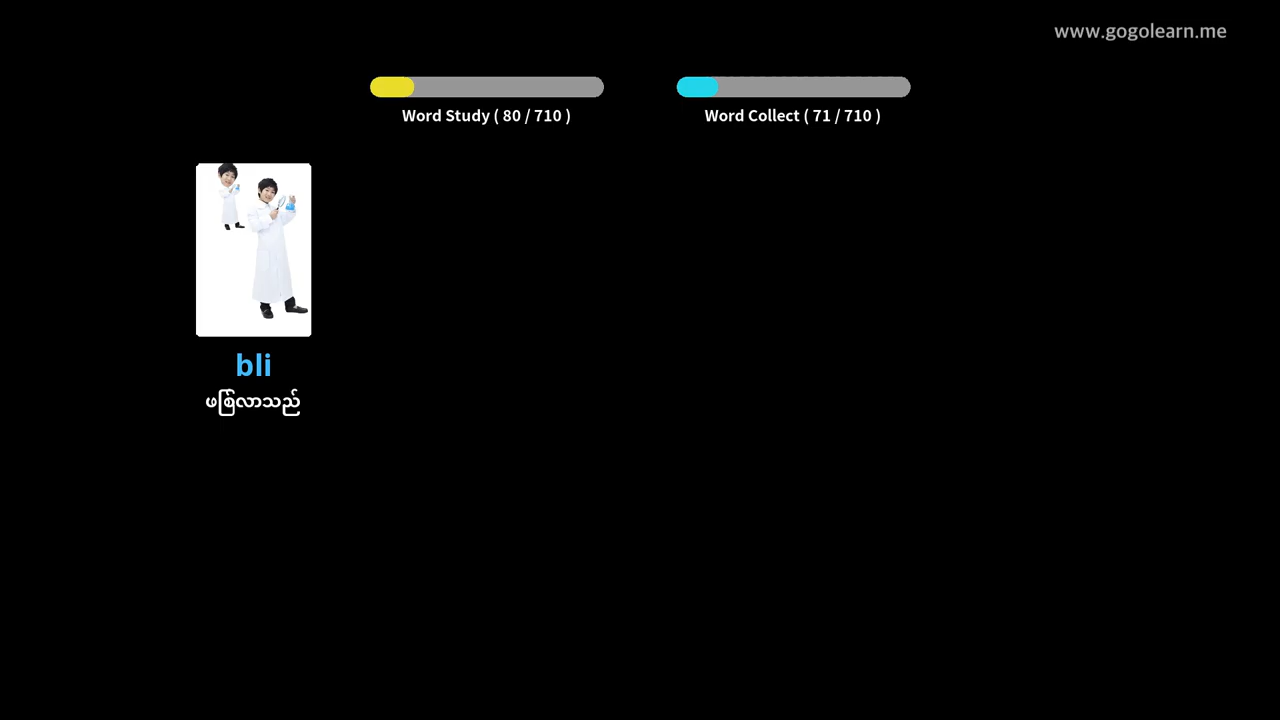 www.gogolearn.me
Word Study ( 80 / 710 )
Word Collect ( 71 / 710 )
bli
ဖြစ်လာသည်